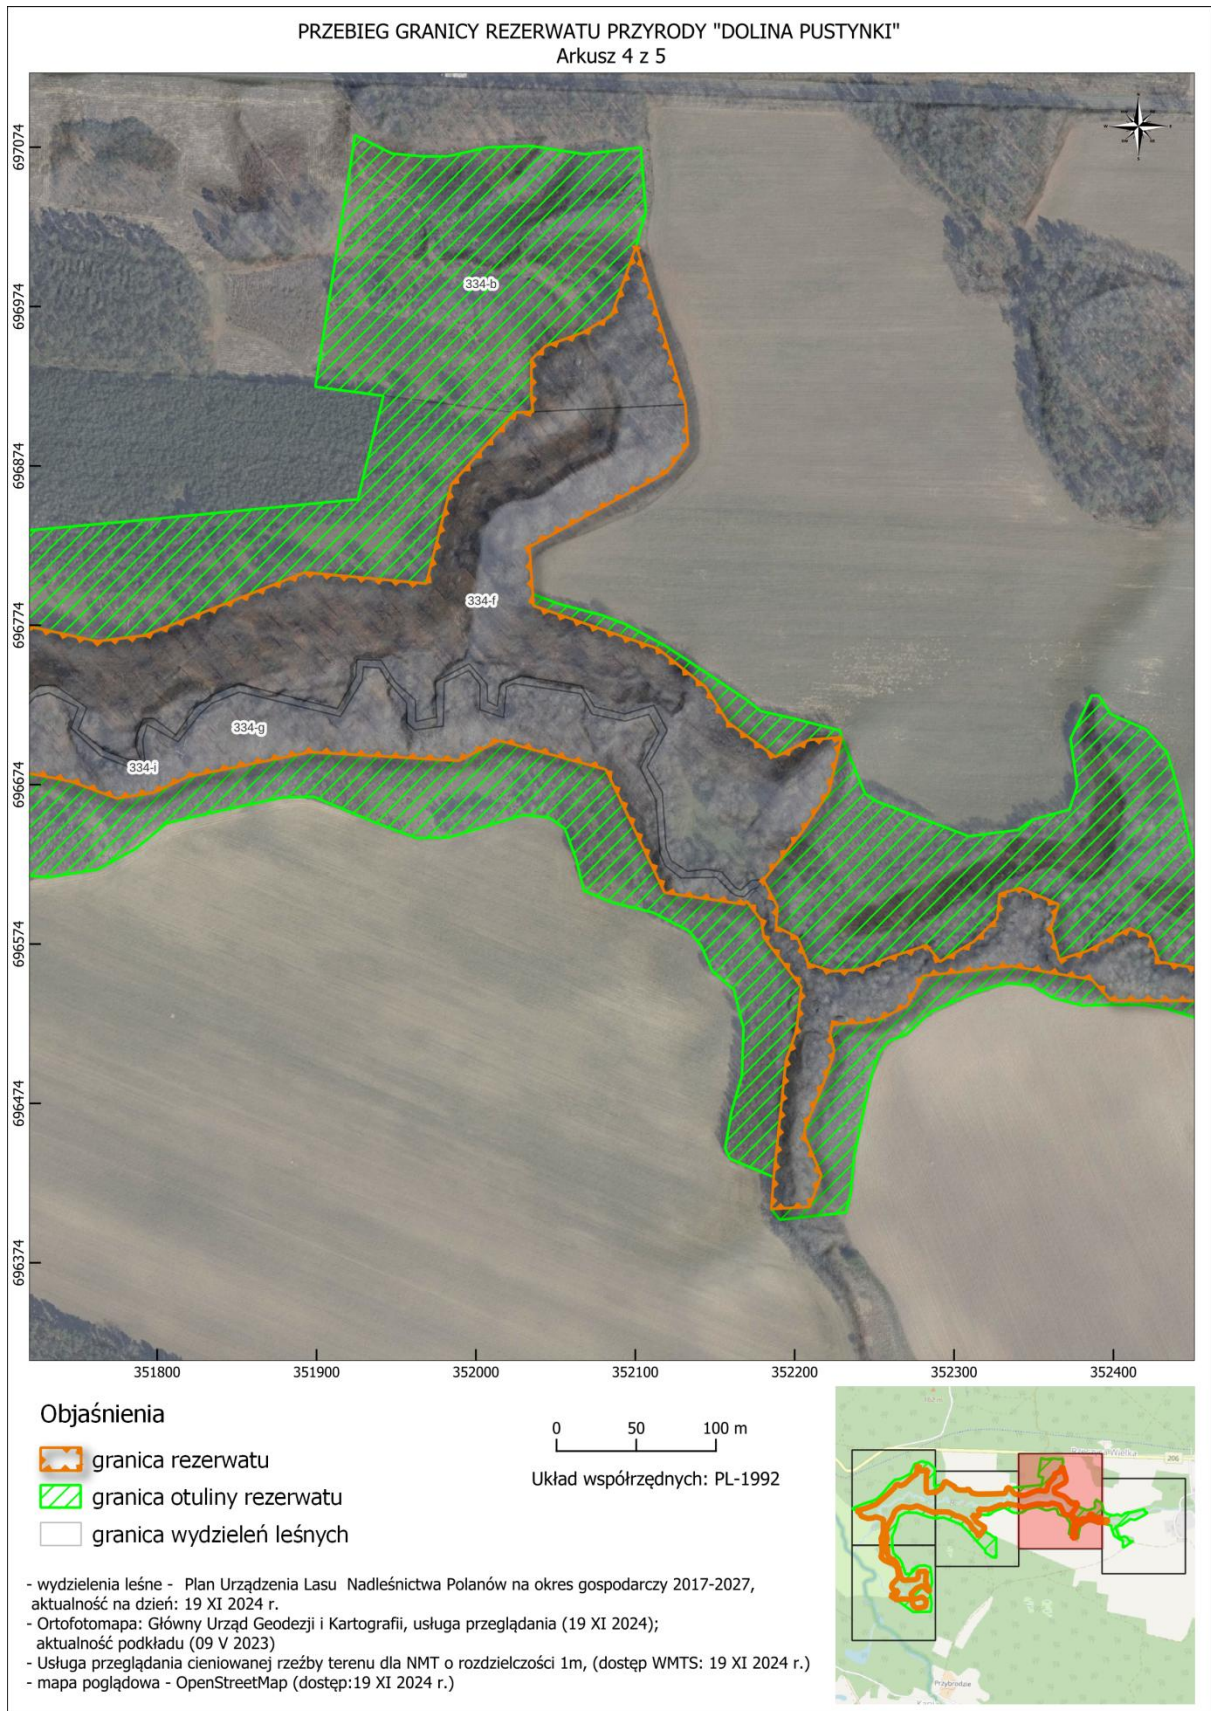 PRZEBIEG GRANICY REZERWATU PRZYRODY "DOLINA PUSTYNKI"
Arkusz 4 z 5
697074
696974
696874
696774
696674
696574
696474
696374
334-b
334-f
334-g
334-i
351800
351900
352000
352100
352200
352300
352400
Objaśnienia
granica rezerwatu
granica otuliny rezerwatu
granica wydzieleń leśnych
0 50 100 m
Układ współrzędnych: PL-1992
- wydzielenia leśne - Plan Urządzenia Lasu Nadleśnictwa Polanów na okres gospodarczy 2017-2027,
aktualność na dzień: 19 XI 2024 r.
- Ortofotomapa: Główny Urząd Geodezji i Kartografii, usługa przeglądania (19 XI 2024);
aktualność podkładu (09 V 2023)
- Usługa przeglądania cieniowanej rzeźby terenu dla NMT o rozdzielczości 1m, (dostęp WMTS: 19 XI 2024 r.)
- mapa poglądowa - OpenStreetMap (dostęp:19 XI 2024 r.)
206
Przybrodzie